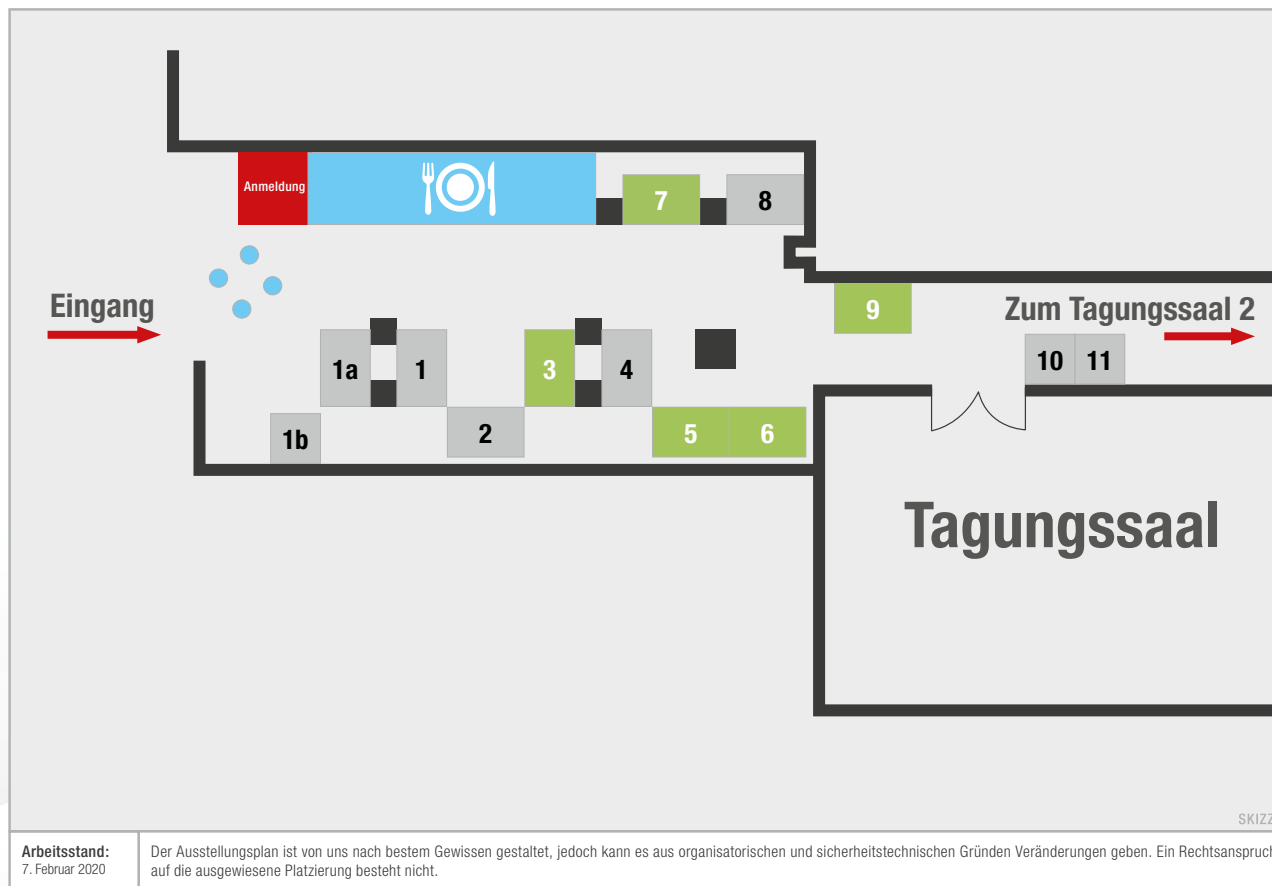 Anmeldung
7
8
Eingang
9
Zum Tagungssaal 2
1a
1
3
4
10
11
1b
2
5
6
Tagungssaal
SKIZZ
Arbeitsstand:
7. Februar 2020
Der Ausstellungsplan ist von uns nach bestem Gewissen gestaltet, jedoch kann es aus organisatorischen und sicherheitstechnischen Gründen Veränderungen geben. Ein Rechtsanspruch
auf die ausgewiesene Platzierung besteht nicht.